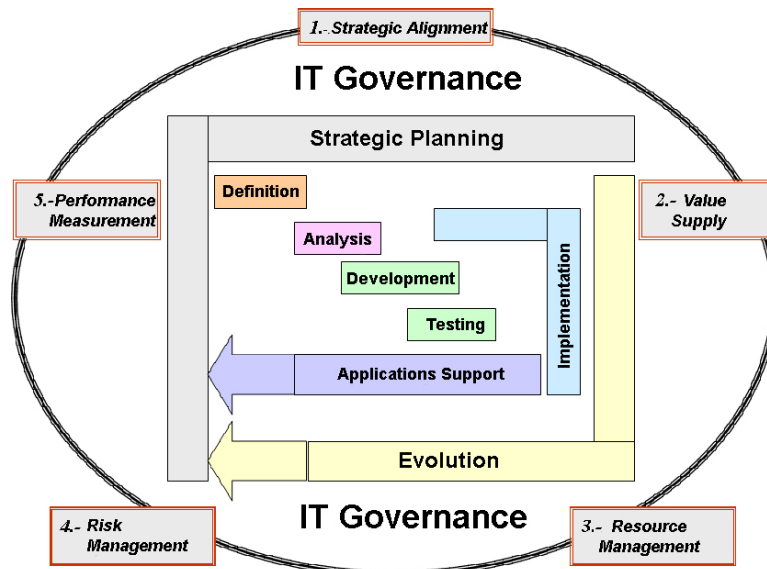 1.-.Strategic Alignment
IT Governance
Strategic Planning
5.-Performance
Measurement
Definition
2.- Value
Supply
Analysis
Development
Implementation
Testing
Applications Support
Evolution
4.- Risk
Management
IT Governance
3.- Resource
Management